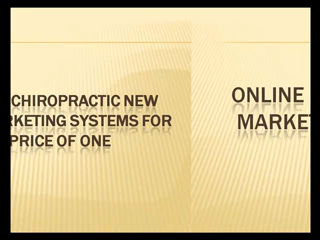 CHIROPRACTIC NEW
RKETING SYSTEMS FOR
PRICE OF ONE
ONLINE
MARKET